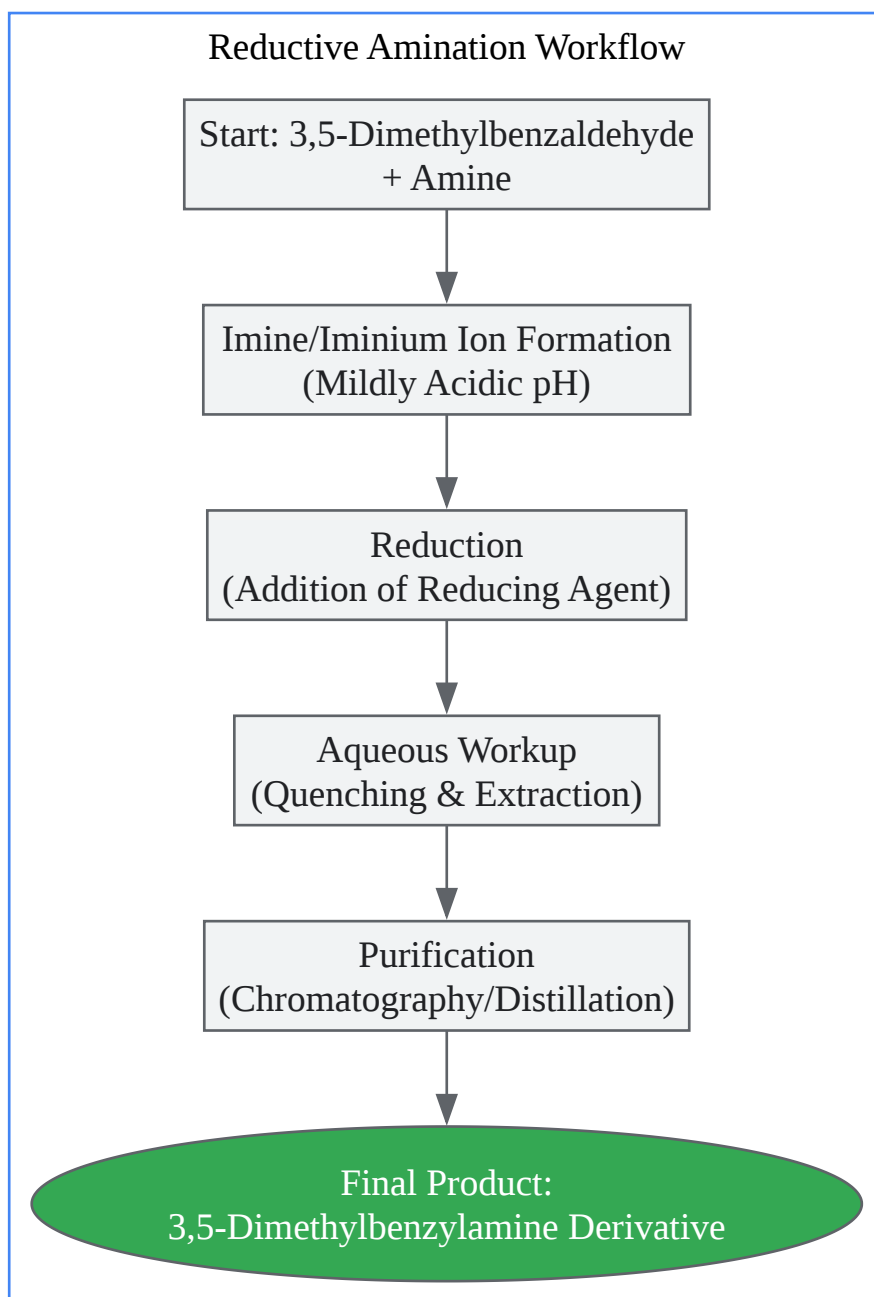 Reductive Amination Workflow
Start: 3,5-Dimethylbenzaldehyde
+ Amine
Imine/Iminium Ion Formation
(Mildly Acidic pH)
Reduction
(Addition of Reducing Agent)
Aqueous Workup
(Quenching & Extraction)
Purification
(Chromatography/Distillation)
Final Product:
3,5-Dimethylbenzylamine Derivative